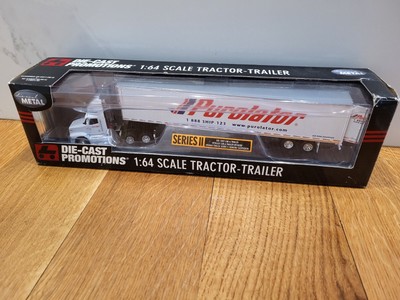 DIE-CAST
PROMOTIONS
1:64 SCALE TRACTOR-TRAILER
METAL
Purolator
1 888 SHIP 123
www.purolator.com
SERIES II
DIE-CAST
PROMOTIONS
1:64 SCALE TRACTOR-TRAILER
METAL